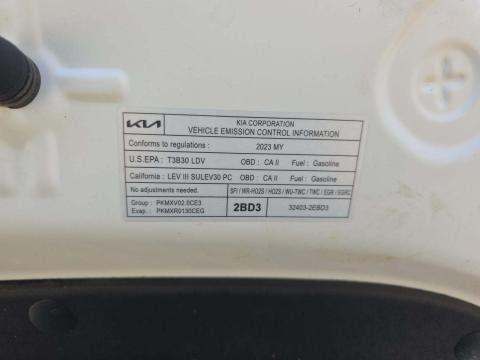 KIA
KIA CORPORATION
VEHICLE EMISSION CONTROL INFORMATION
Conforms to regulations : 2023 MY
U.S.EPA : T3B30 LDV OBD : CA II Fuel : Gasoline
California : LEV III SULEV30 PC OBD : CA II Fuel : Gasoline
No adjustments needed. SFI / WR-HO2S / HO2S / WU-TWC / TWC / EGR / EGRC
Group : PKMXV02.0CE3
Evap. : PKMXR0130CEG
2BD3 32403-2EBD3